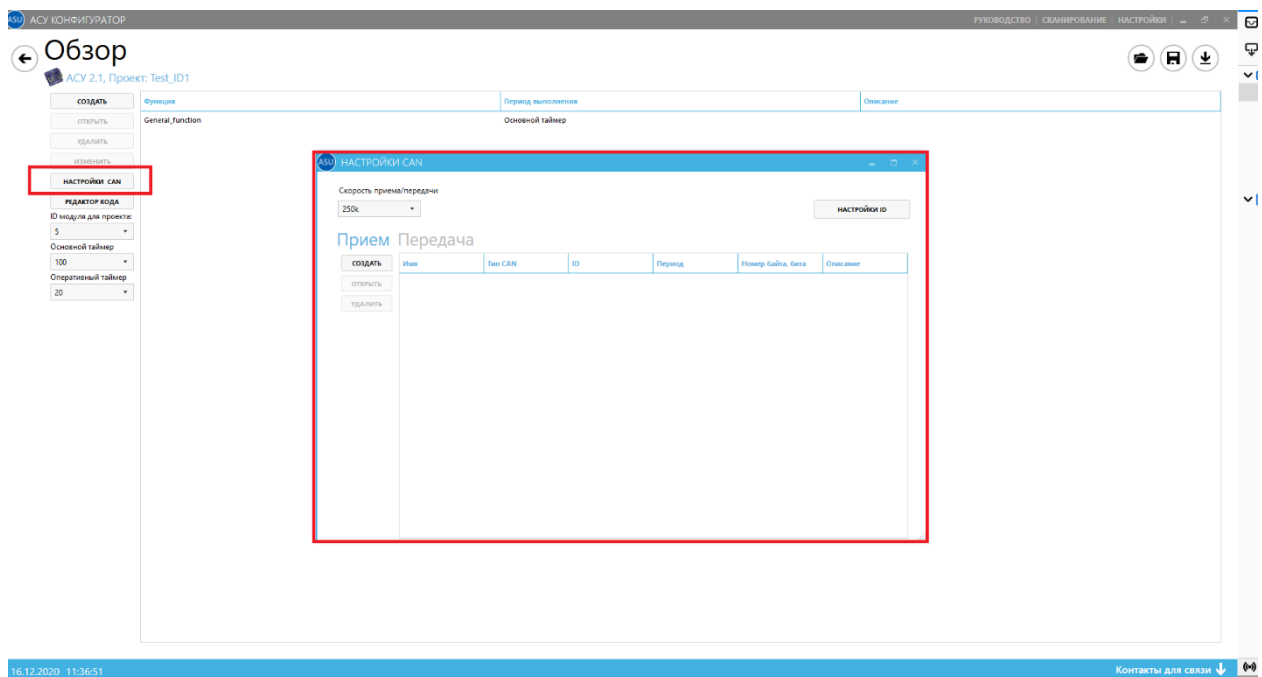 ASU АСУ КОНФИГУРАТОР РУКОВОДСТВО | СКАНИРОВАНИЕ | НАСТРОЙКИ
Обзор
АСУ 2.1, Проект: Test_ID1
СОЗДАТЬ
ОТКРЫТЬ
УДАЛИТЬ
ИЗМЕНИТЬ
НАСТРОЙКИ CAN
РЕДАКТОР КОДА
ID модуля для проекта:
5
Основной таймер
100
Оперативный таймер
20
Функция Период выполнения Описание
General_function Основной таймер
ASU НАСТРОЙКИ CAN
Скорость приема/передачи
250k НАСТРОЙКИ ID
Прием Передача
СОЗДАТЬ
ОТКРЫТЬ
УДАЛИТЬ
Имя Тип CAN ID Период Номер байта, бита Описание
16.12.2020 11:36:51 Контакты для связи